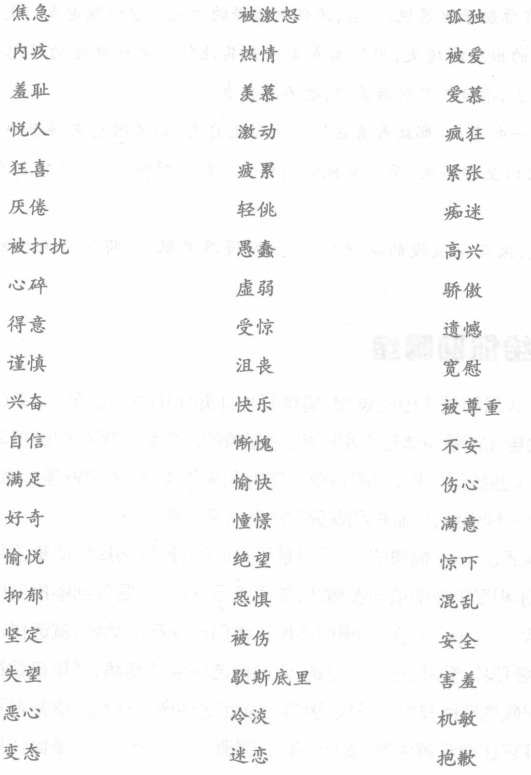 焦急 被激怒 孤独
内疚 热情 被爱
羞耻 羡慕 爱慕
悦人 激动 疯狂
狂喜 疲累 紧张
厌倦 轻佻 痴迷
被打扰 愚蠢 高兴
心碎 虚弱 骄傲
得意 受惊 遗憾
谨慎 沮丧 宽慰
兴奋 快乐 被尊重
自信 惭愧 不安
满足 愉快 伤心
好奇 憧憬 满意
愉悦 绝望 惊吓
抑郁 恐惧 混乱
坚定 被伤 安全
失望 歇斯底里 害羞
恶心 冷淡 机敏
变态 迷恋 抱歉